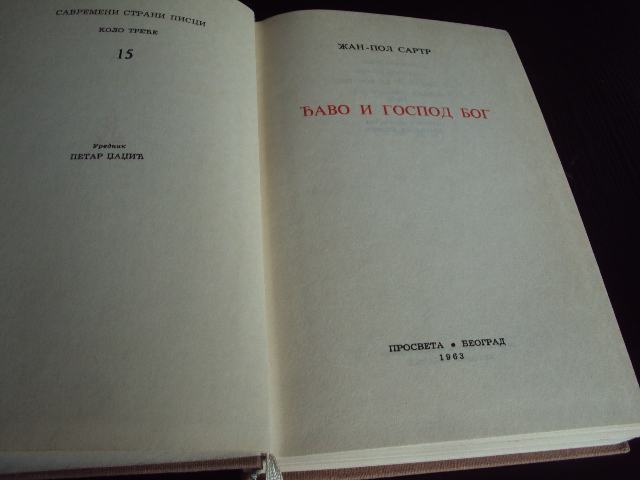 САВРЕМЕНИ СТРАНИ ПИСЦИ
КОЛО ТРЕЋЕ
15
Уредник
ПЕТАР ЏАЏИЋ
ЖАН-ПОЛ САРТР
ЂАВО И ГОСПОД БОГ
ПРОСВЕТА • БЕОГРАД
1963